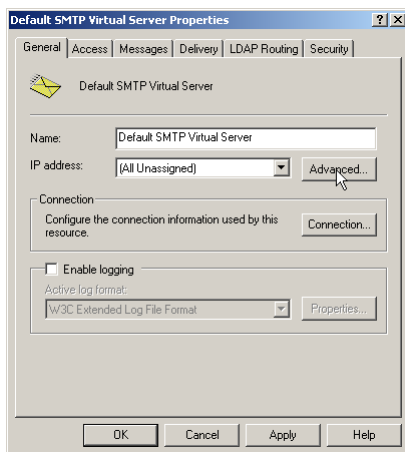 Default SMTP Virtual Server Properties
General Access Messages Delivery LDAP Routing Security
Default SMTP Virtual Server
Name: Default SMTP Virtual Server
IP address: (All Unassigned) Advanced...
Connection
Configure the connection information used by this
resource.
Connection...
Enable logging
Active log format:
W3C Extended Log File Format Properties...
OK Cancel Apply Help